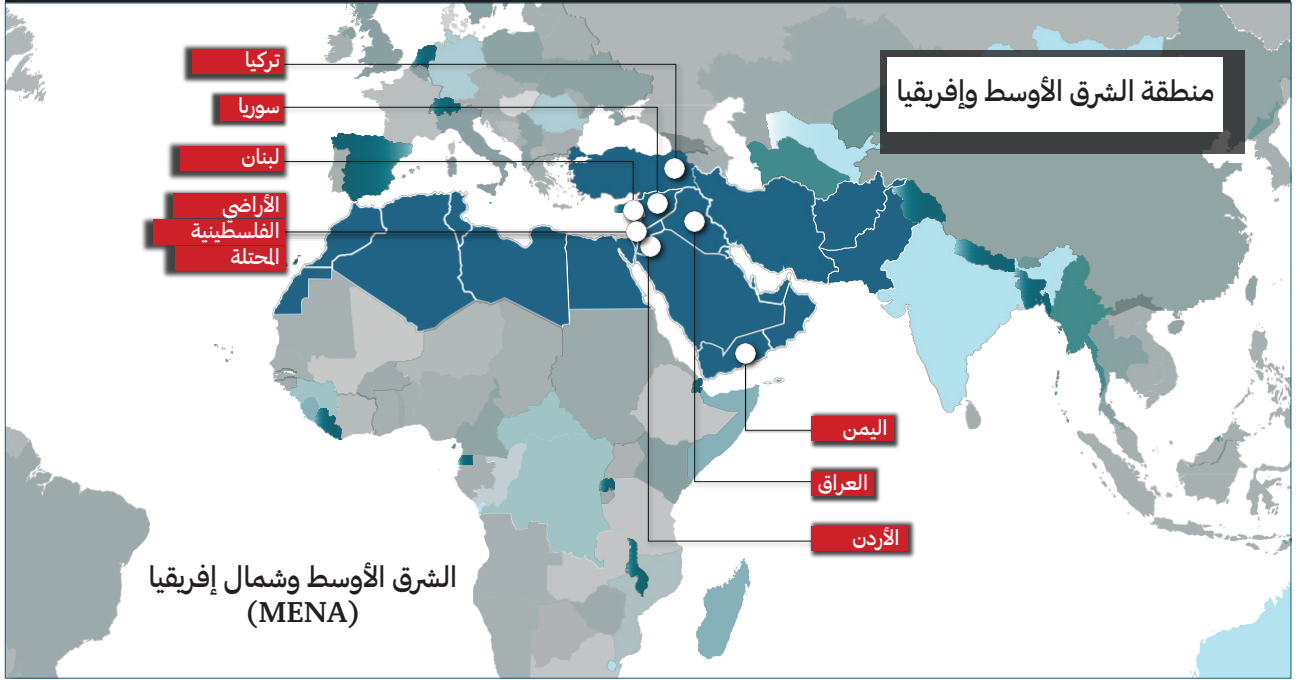 منطقة الشرق الأوسط وإفريقيا
تركيا
سوريا
لبنان
الأراضي
الفلسطينية
المحتلة
اليمن
العراق
الأردن
الشرق الأوسط وشمال إفريقيا
(MENA)